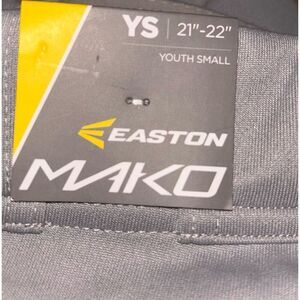 YS | 21"-22"
YOUTH SMALL
EASTON
MAKO